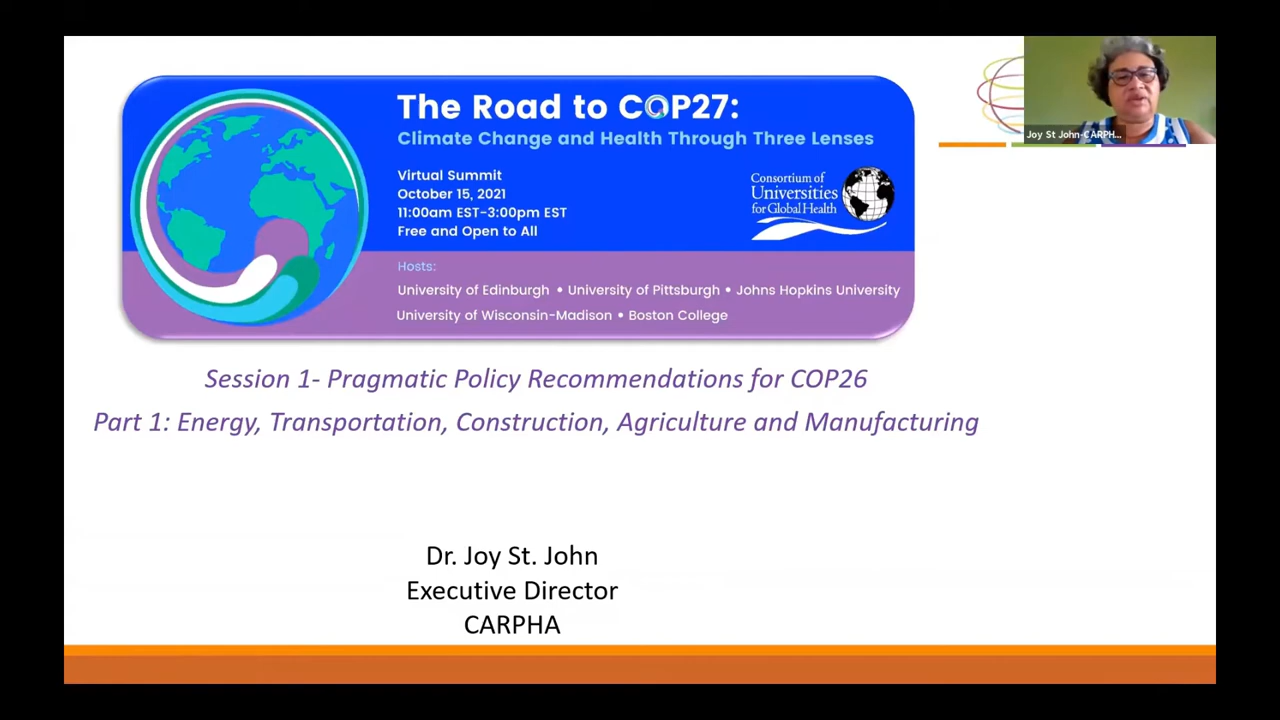 The Road to COP27:
Climate Change and Health Through Three Lenses
Virtual Summit
October 15, 2021
11:00am EST-3:00pm EST
Free and Open to All
Consortium of
Universities
for Global Health
Hosts:
University of Edinburgh • University of Pittsburgh • Johns Hopkins University
University of Wisconsin-Madison • Boston College
Joy St John-CARPH...
Session 1- Pragmatic Policy Recommendations for COP26
Part 1: Energy, Transportation, Construction, Agriculture and Manufacturing
Dr. Joy St. John
Executive Director
CARPHA